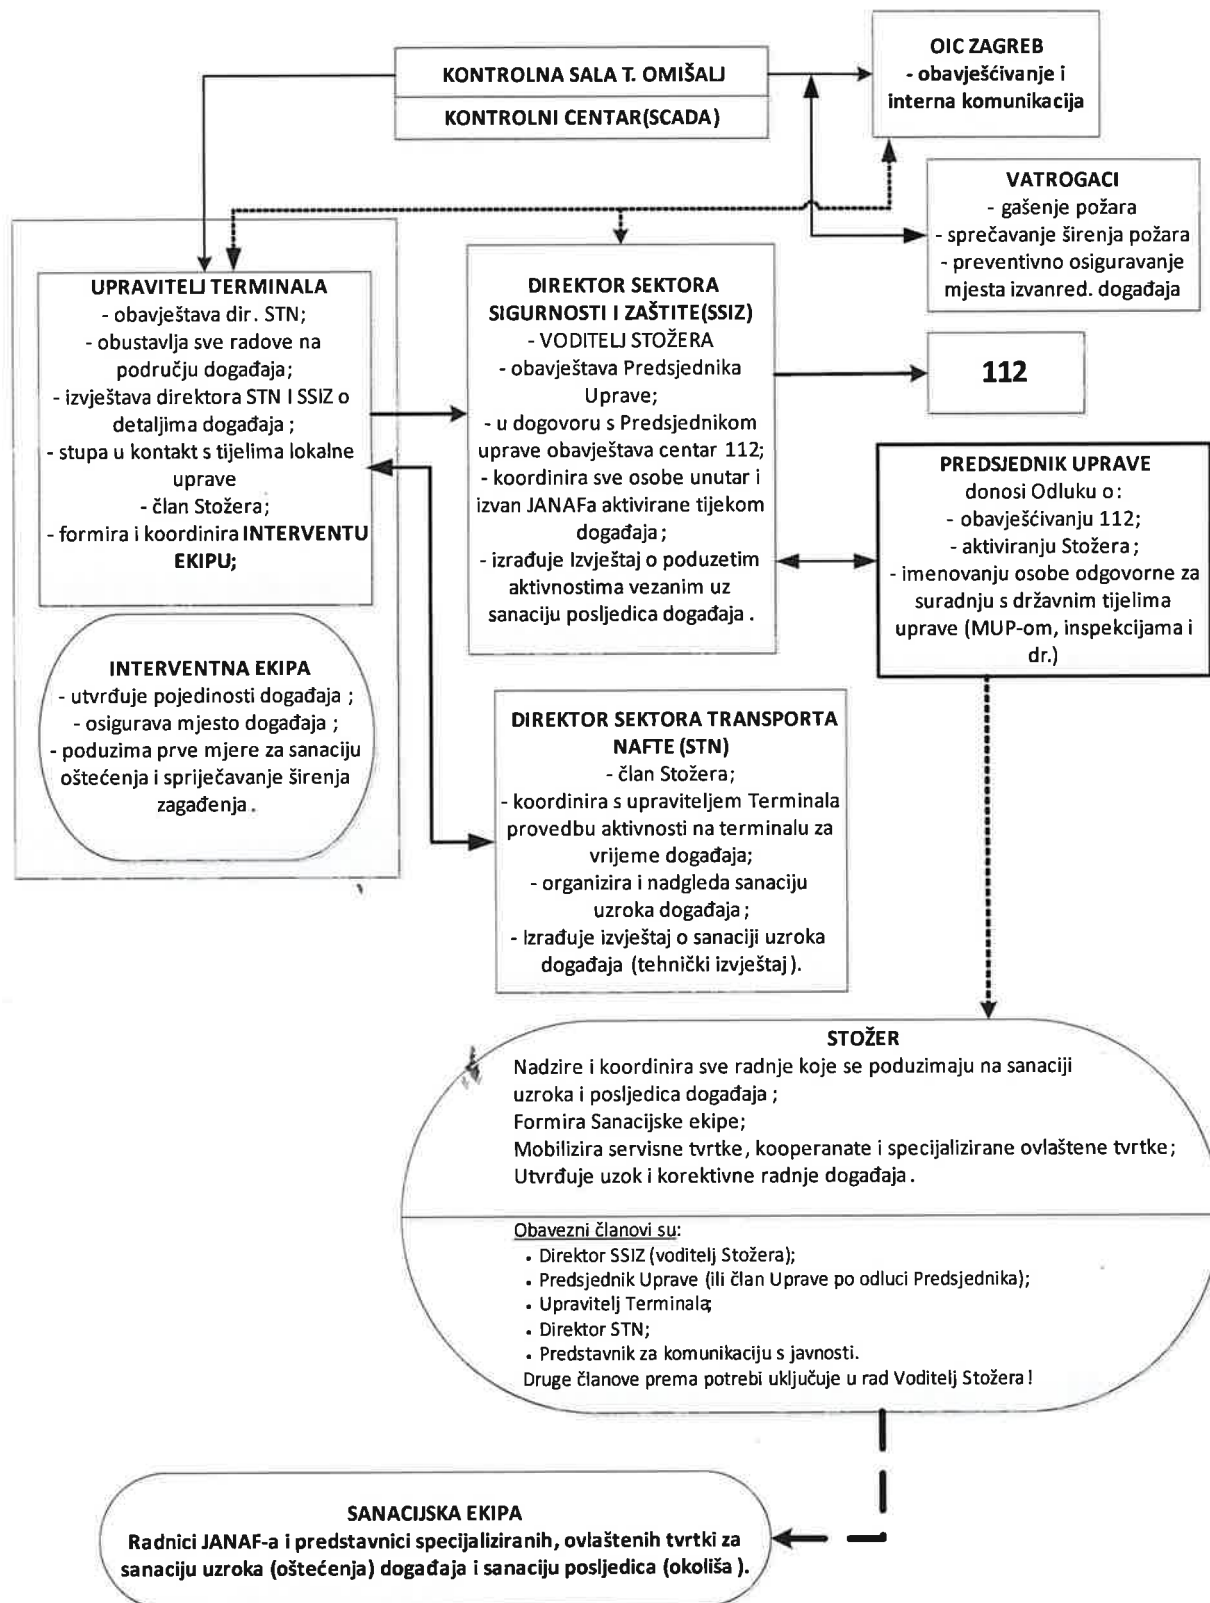 KONTROLNA SALA T. OMIŠALJ
KONTROLNI CENTAR(SCADA)
OIC ZAGREB
- obavješćivanje i
interna komunikacija
VATROGACI
- gašenje požara
- sprečavanje širenja požara
- preventivno osiguravanje
mjesta izvanred. događaja
UPRAVITELJ TERMINALA
- obavještava dir. STN;
- obustavlja sve radove na
području događaja;
- izvještava direktora STN I SSIZ o
detaljima događaja ;
- stupa u kontakt s tijelima lokalne
uprave
- član Stožera;
- formira i koordinira INTERVENTU
EKIPU;
DIREKTOR SEKTORA
SIGURNOSTI I ZAŠTITE(SSIZ)
- VODITELJ STOŽERA
- obavještava Predsjednika
Uprave;
- u dogovoru s Predsjednikom
uprave obavještava centar 112;
- koordinira sve osobe unutar i
izvan JANAFa aktivirane tijekom
događaja ;
- izrađuje Izvještaj o poduzetim
aktivnostima vezanim uz
sanaciju posljedica događaja .
112
PREDSJEDNIK UPRAVE
donosi Odluku o:
- obavješćivanju 112;
- aktiviranju Stožera ;
- imenovanju osobe odgovorne za
suradnju s državnim tijelima
uprave (MUP-om, inspekcijama i
dr.)
INTERVENTNA EKIPA
- utvrđuje pojedinosti događaja ;
- osigurava mjesto događaja ;
- poduzima prve mjere za sanaciju
oštećenja i spriječavanje širenja
zagađenja .
DIREKTOR SEKTORA TRANSPORTA
NAFTE (STN)
- član Stožera;
- koordinira s upraviteljem Terminala
provedbu aktivnosti na terminalu za
vrijeme događaja;
- organizira i nadgleda sanaciju
uzroka događaja ;
- Izrađuje izvještaj o sanaciji uzroka
događaja (tehnički izvještaj).
STOŽER
Nadzire i koordinira sve radnje koje se poduzimaju na sanaciji
uzroka i posljedica događaja ;
Formira Sanacijske ekipe;
Mobilizira servisne tvrtke, kooperanate i specijalizirane ovlaštene tvrtke;
Utvrđuje uzok i korektivne radnje događaja .
Obavezni članovi su:
• Direktor SSIZ (voditelj Stožera);
• Predsjednik Uprave (ili član Uprave po odluci Predsjednika);
• Upravitelj Terminala;
• Direktor STN;
• Predstavnik za komunikaciju s javnosti.
Druge članove prema potrebi uključuje u rad Voditelj Stožera!
SANACIJSKA EKIPA
Radnici JANAF-a i predstavnici specijaliziranih, ovlaštenih tvrtki za
sanaciju uzroka (oštećenja) događaja i sanaciju posljedica (okoliša ).